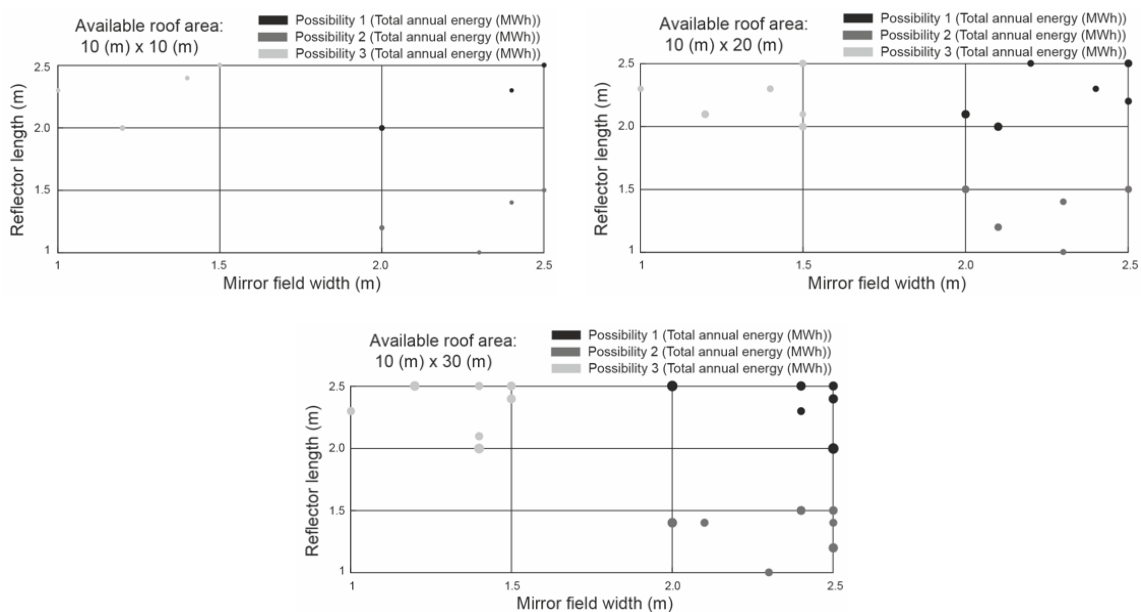 Available roof area:
10 (m) x 10 (m)
Possibility 1 (Total annual energy (MWh))
Possibility 2 (Total annual energy (MWh))
Possibility 3 (Total annual energy (MWh))
2.5
2.0
1.5
1
Reflector length (m)
1
1.5
2.0
2.5
Mirror field width (m)
Available roof area:
10 (m) x 20 (m)
Possibility 1 (Total annual energy (MWh))
Possibility 2 (Total annual energy (MWh))
Possibility 3 (Total annual energy (MWh))
2.5
2.0
1.5
1
Reflector length (m)
1
1.5
2.0
2.5
Mirror field width (m)
Available roof area:
10 (m) x 30 (m)
Possibility 1 (Total annual energy (MWh))
Possibility 2 (Total annual energy (MWh))
Possibility 3 (Total annual energy (MWh))
2.5
2.0
1.5
1
Reflector length (m)
1
1.5
2.0
2.5
Mirror field width (m)